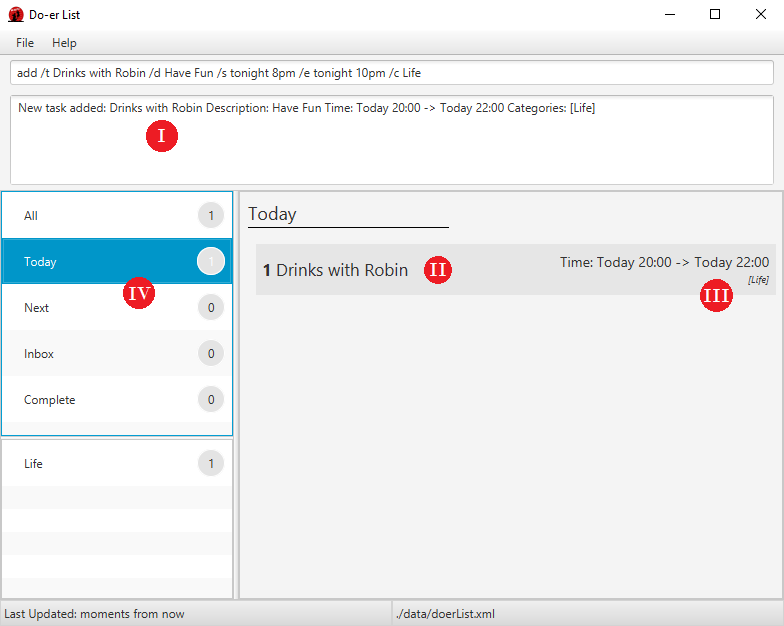 Do-er List
File Help
add /t Drinks with Robin /d Have Fun /s tonight 8pm /e tonight 10pm /c Life
New task added: Drinks with Robin Description: Have Fun Time: Today 20:00 -> Today 22:00 Categories: [Life]
I
All 1
Today 1
IV
Next 0
Inbox 0
Complete 0
Life 1
Today
1 Drinks with Robin II Time: Today 20:00 -> Today 22:00
[Life]
III
Last Updated: moments from now ./data/doerList.xml